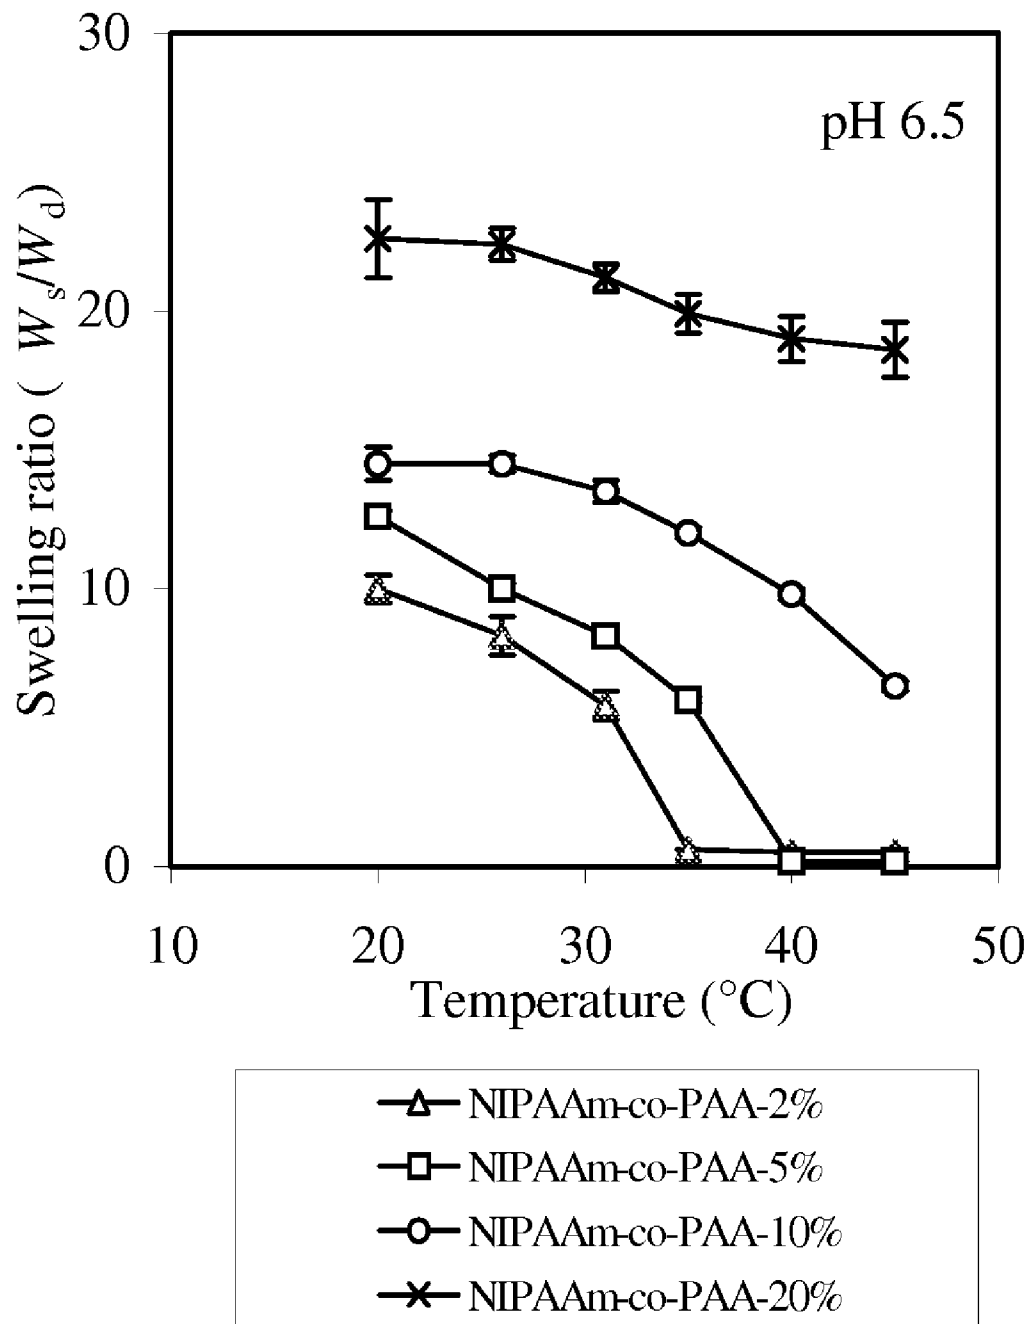 30
pH 6.5
20
10
0
Swelling ratio ( Ws/Wd)
10 20 30 40 50
Temperature (°C)
NIPAAm-co-PAA-2%
NIPAAm-co-PAA-5%
NIPAAm-co-PAA-10%
NIPAAm-co-PAA-20%